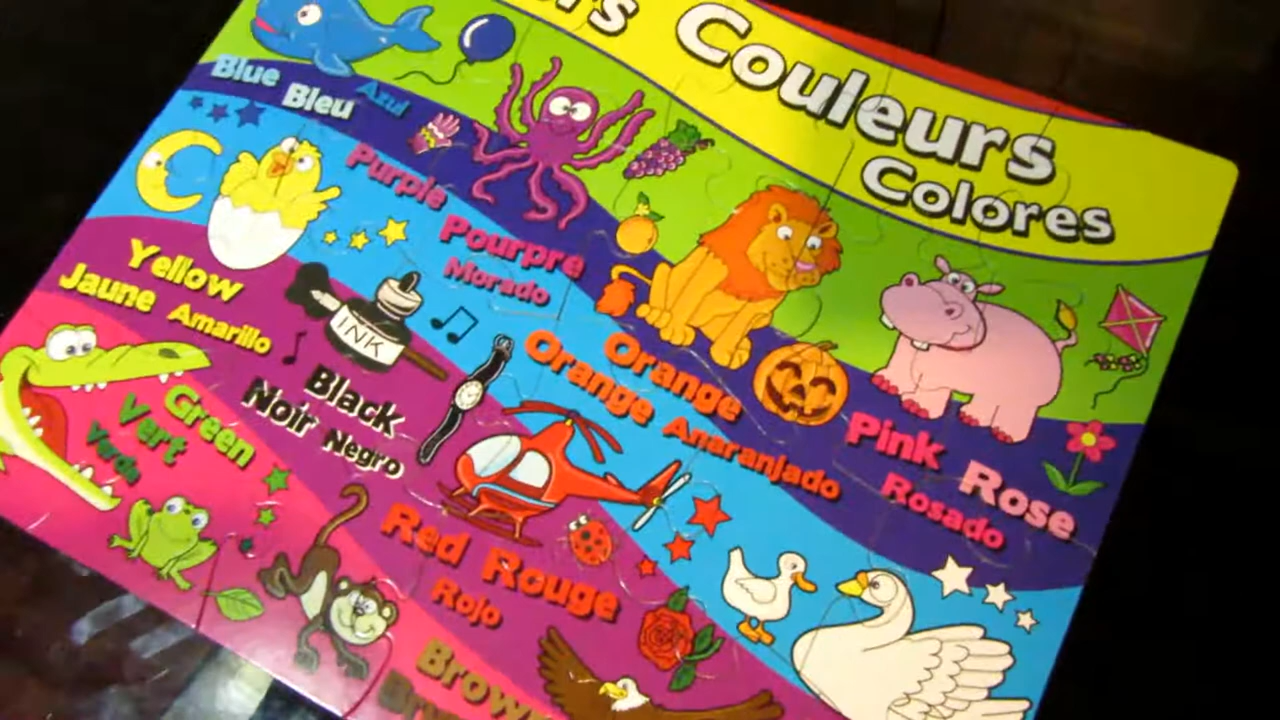 Couleurs
Colores
Blue Azul
Bleu
Purple
Pourpre
Morado
Yellow
Jaune Amarillo
INK
Orange
Orange Anaranjado
Black
Noir Negro
Pink Rose
Rosado
Green
Vert
Verde
Red Rouge
Rojo